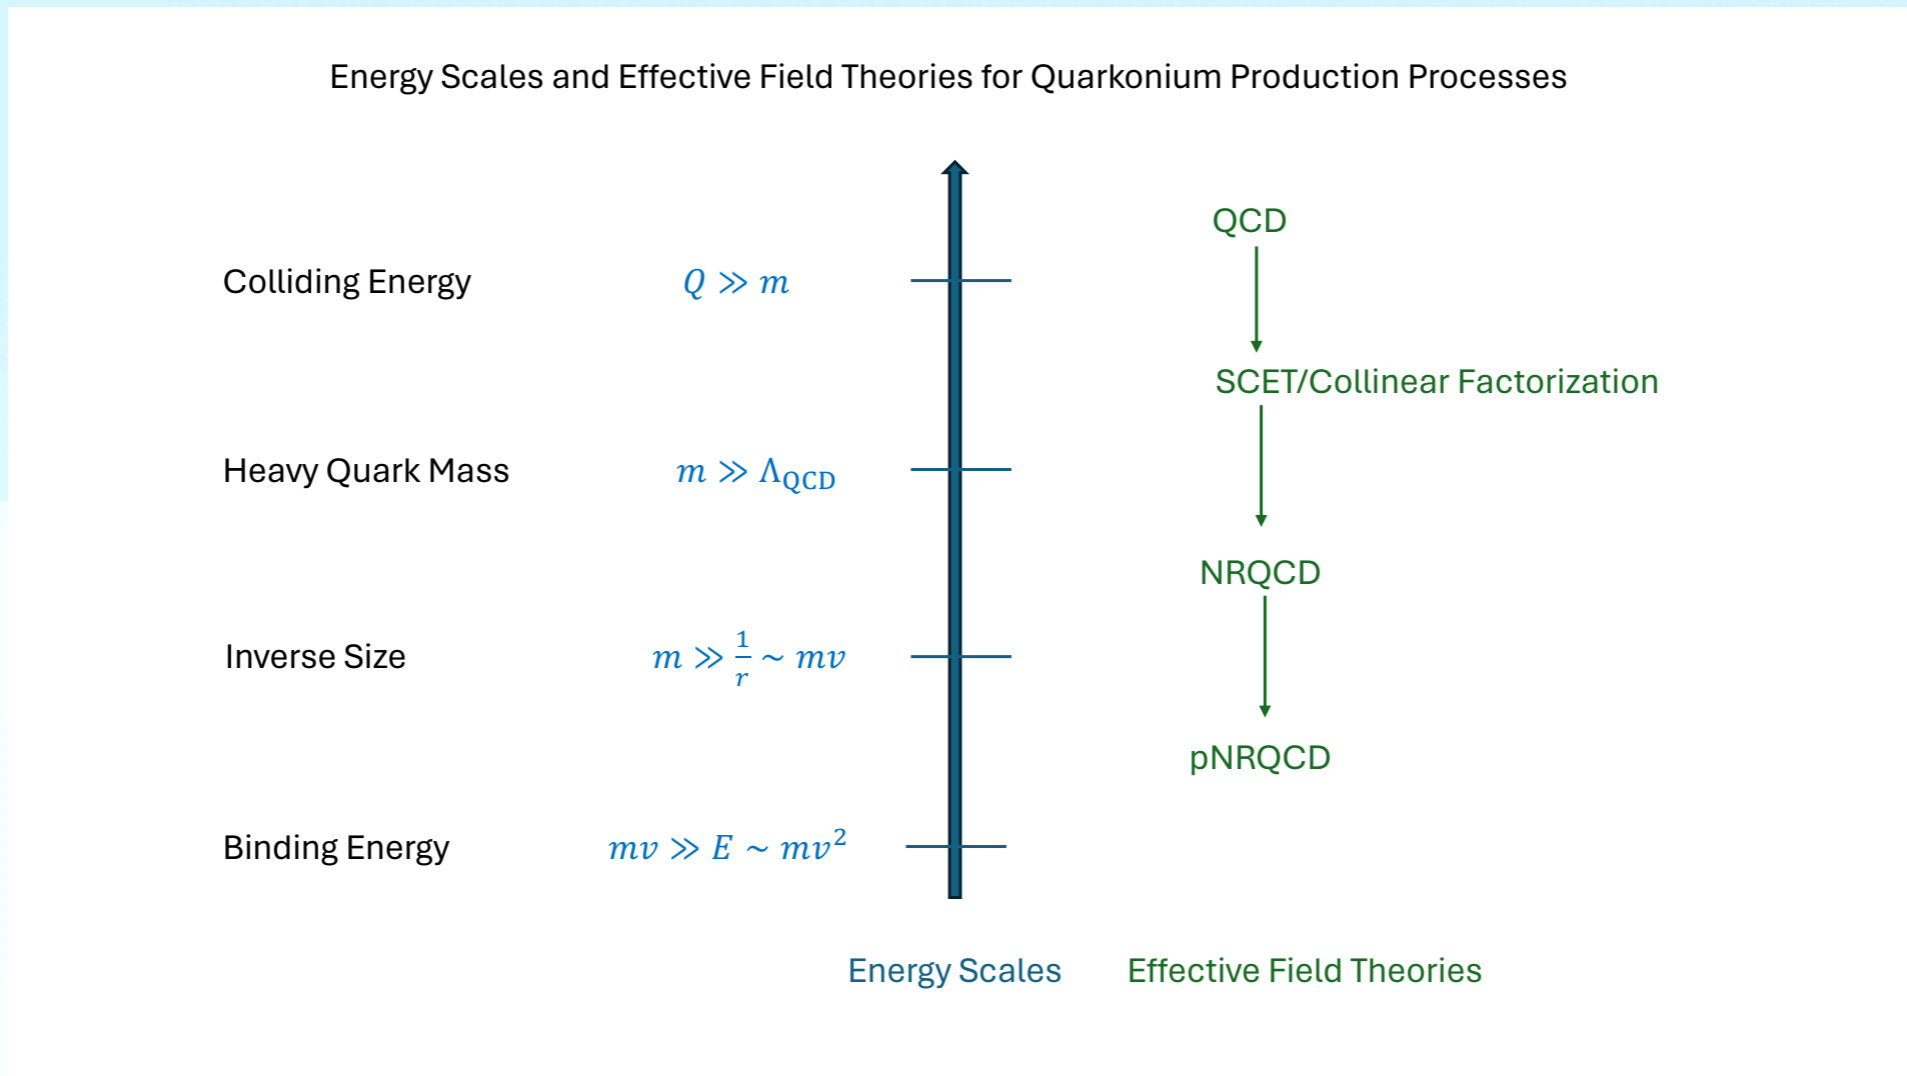 Energy Scales and Effective Field Theories for Quarkonium Production Processes
QCD
Colliding Energy Q ≫ m
SCET/Collinear Factorization
Heavy Quark Mass m ≫ Λ_QCD
NRQCD
Inverse Size m ≫ 1/r ~ mv
pNRQCD
Binding Energy mv ≫ E ~ mv²
Energy Scales Effective Field Theories